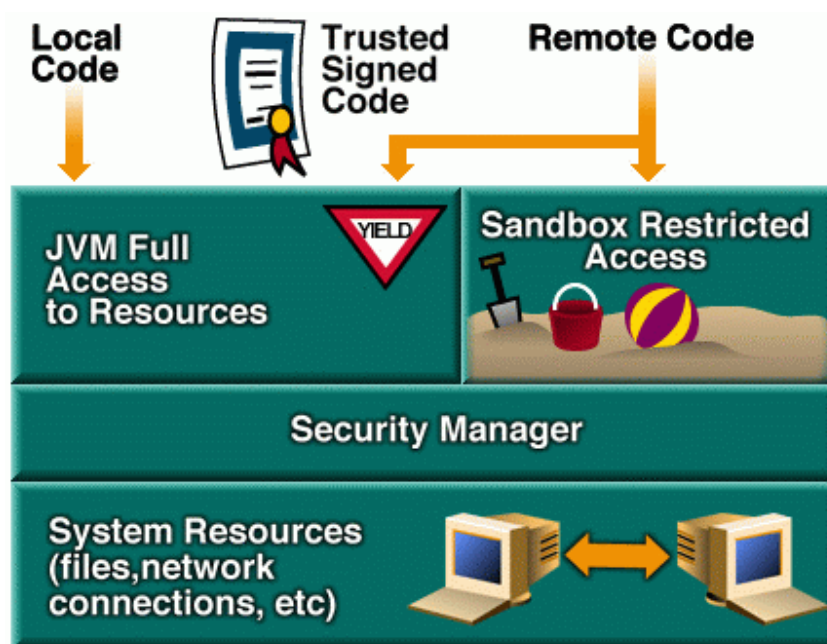 Local
Code
Trusted
Signed
Code
Remote Code
JVM Full
Access
to Resources
YIELD
Sandbox Restricted
Access
Security Manager
System Resources
(files,network
connections, etc)